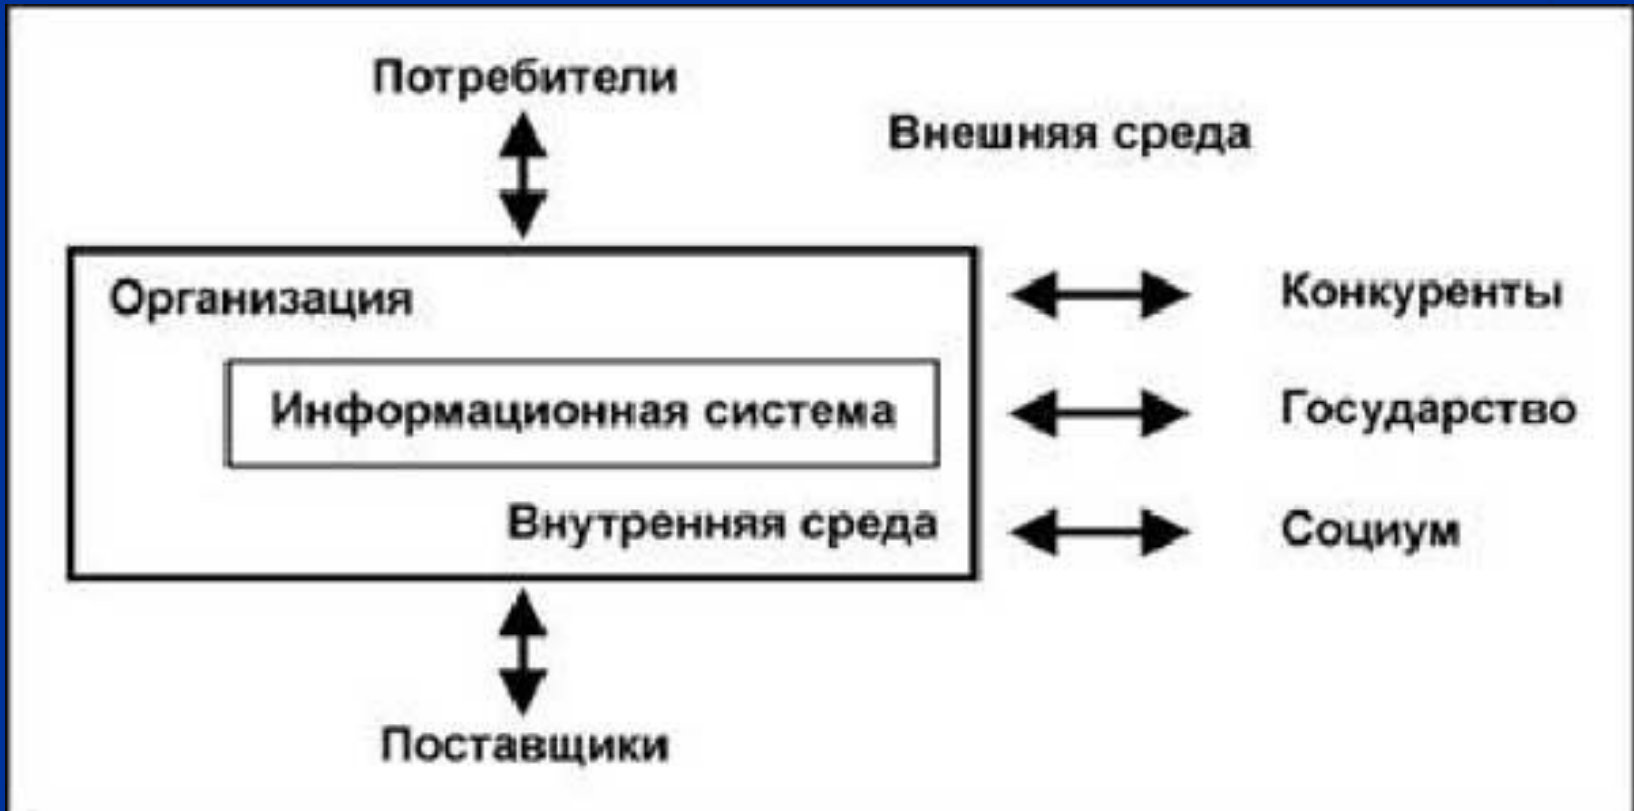 Потребители
Внешняя среда
Организация
Конкуренты
Информационная система
Государство
Внутренняя среда
Социум
Поставщики